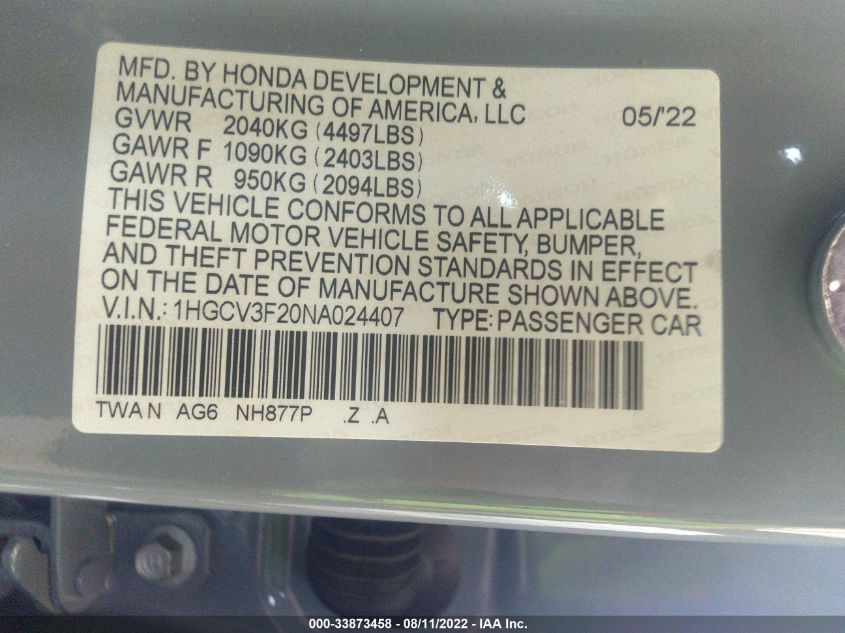 MFD. BY HONDA DEVELOPMENT &
MANUFACTURING OF AMERICA, LLC 05/'22
GVWR 2040KG (4497LBS)
GAWR F 1090KG (2403LBS)
GAWR R 950KG (2094LBS)
THIS VEHICLE CONFORMS TO ALL APPLICABLE
FEDERAL MOTOR VEHICLE SAFETY, BUMPER,
AND THEFT PREVENTION STANDARDS IN EFFECT
ON THE DATE OF MANUFACTURE SHOWN ABOVE.
V.I.N.: 1HGCV3F20NA024407 TYPE: PASSENGER CAR
TWA N AG6 NH877P .Z .A
000-33873458 - 08/11/2022 - IAA Inc.